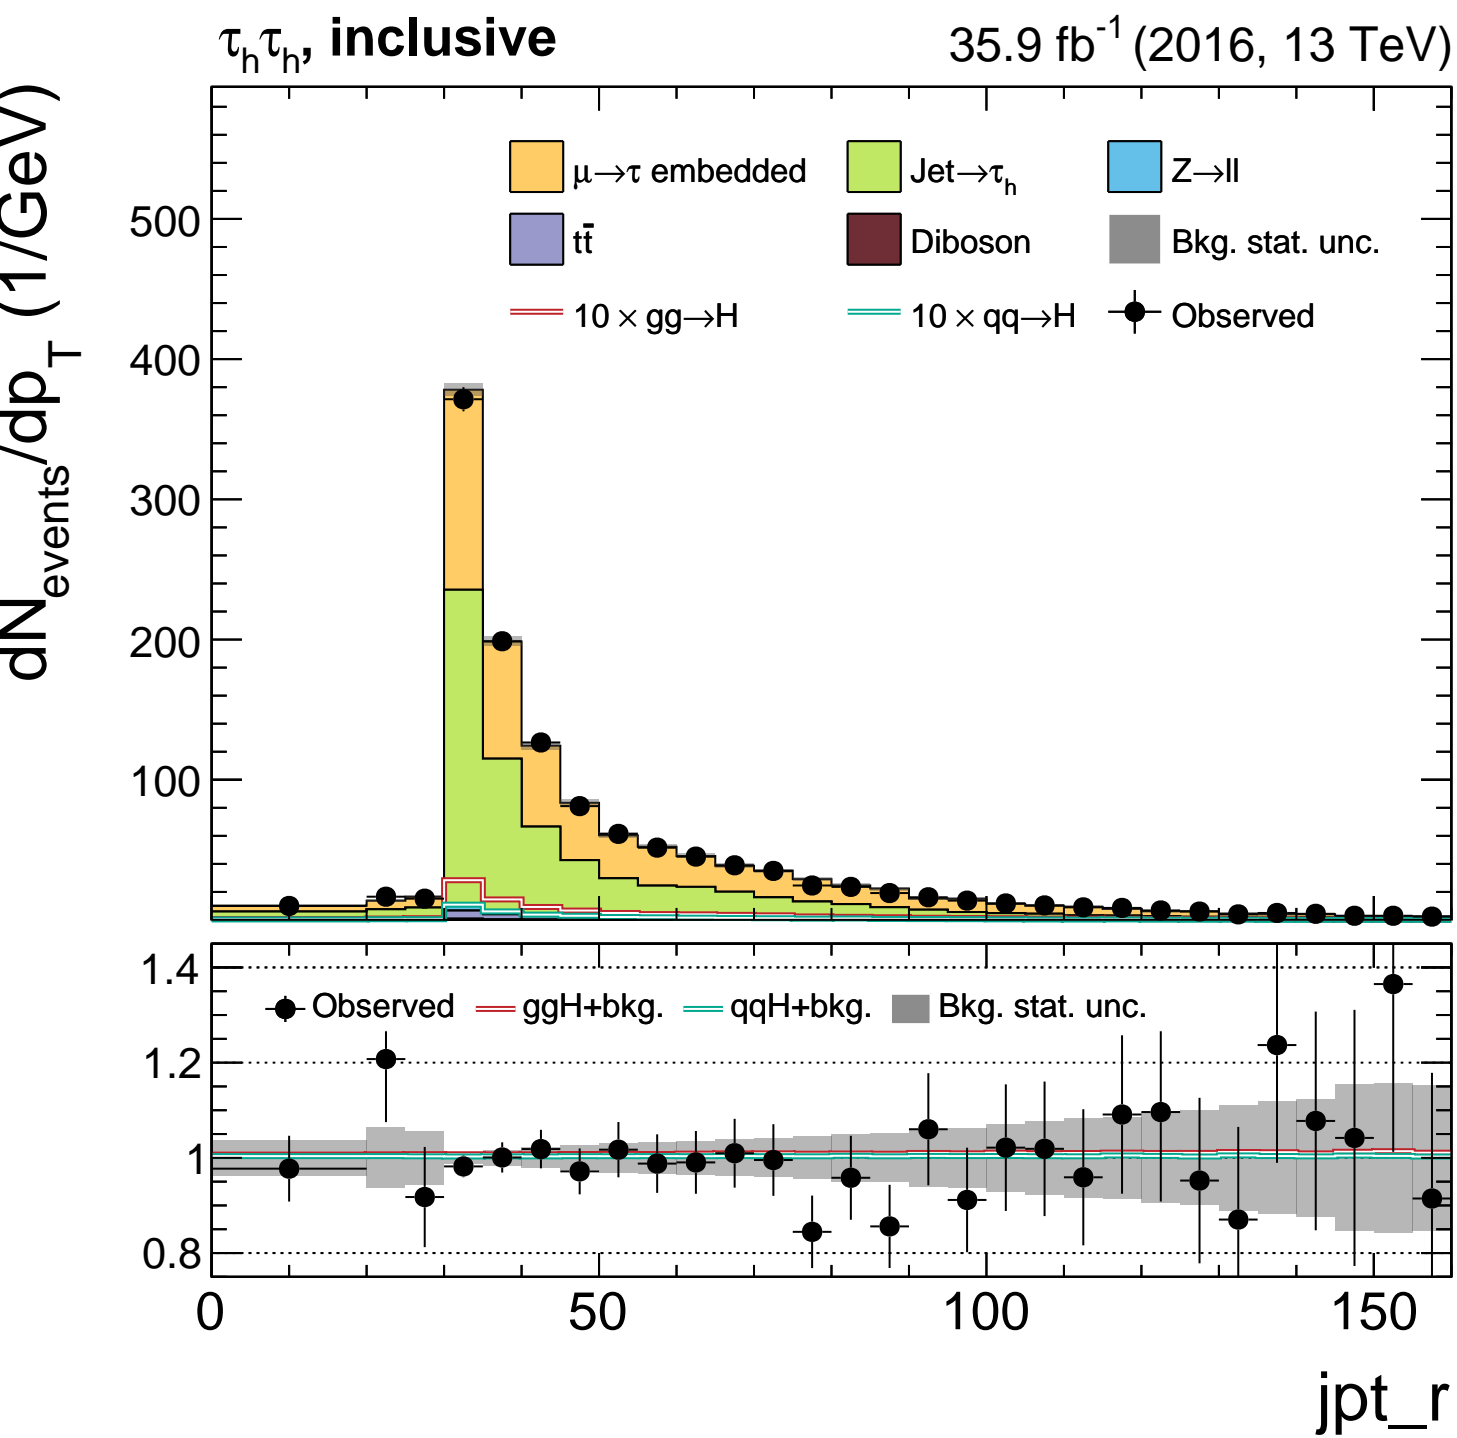 τhτh, inclusive
35.9 fb-1 (2016, 13 TeV)
dNevents/dpT (1/GeV)
μ→τ embedded
Jet→τh
Z→ll
tt̄
Diboson
Bkg. stat. unc.
10 × gg→H
10 × qq→H
Observed
500
400
300
200
100
1.4
1.2
1
0.8
Observed
ggH+bkg.
qqH+bkg.
Bkg. stat. unc.
0
50
100
150
jpt_r